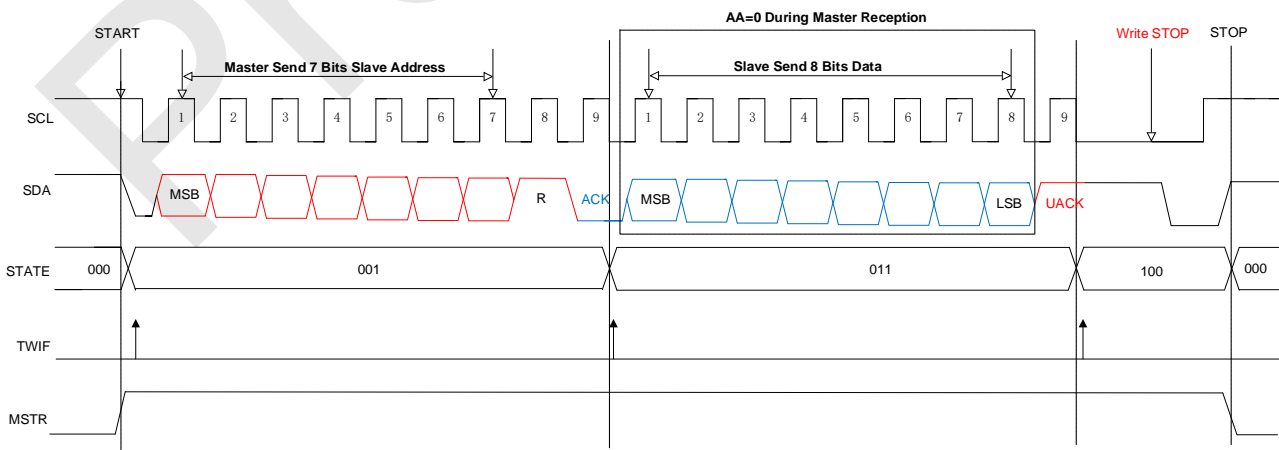 AA=0 During Master Reception
START
Write STOP
STOP
Master Send 7 Bits Slave Address
Slave Send 8 Bits Data
SCL
1 2 3 4 5 6 7 8 9 1 2 3 4 5 6 7 8 9
SDA
MSB R ACK MSB LSB UACK
STATE 000 001 011 100 000
TWIF
MSTR